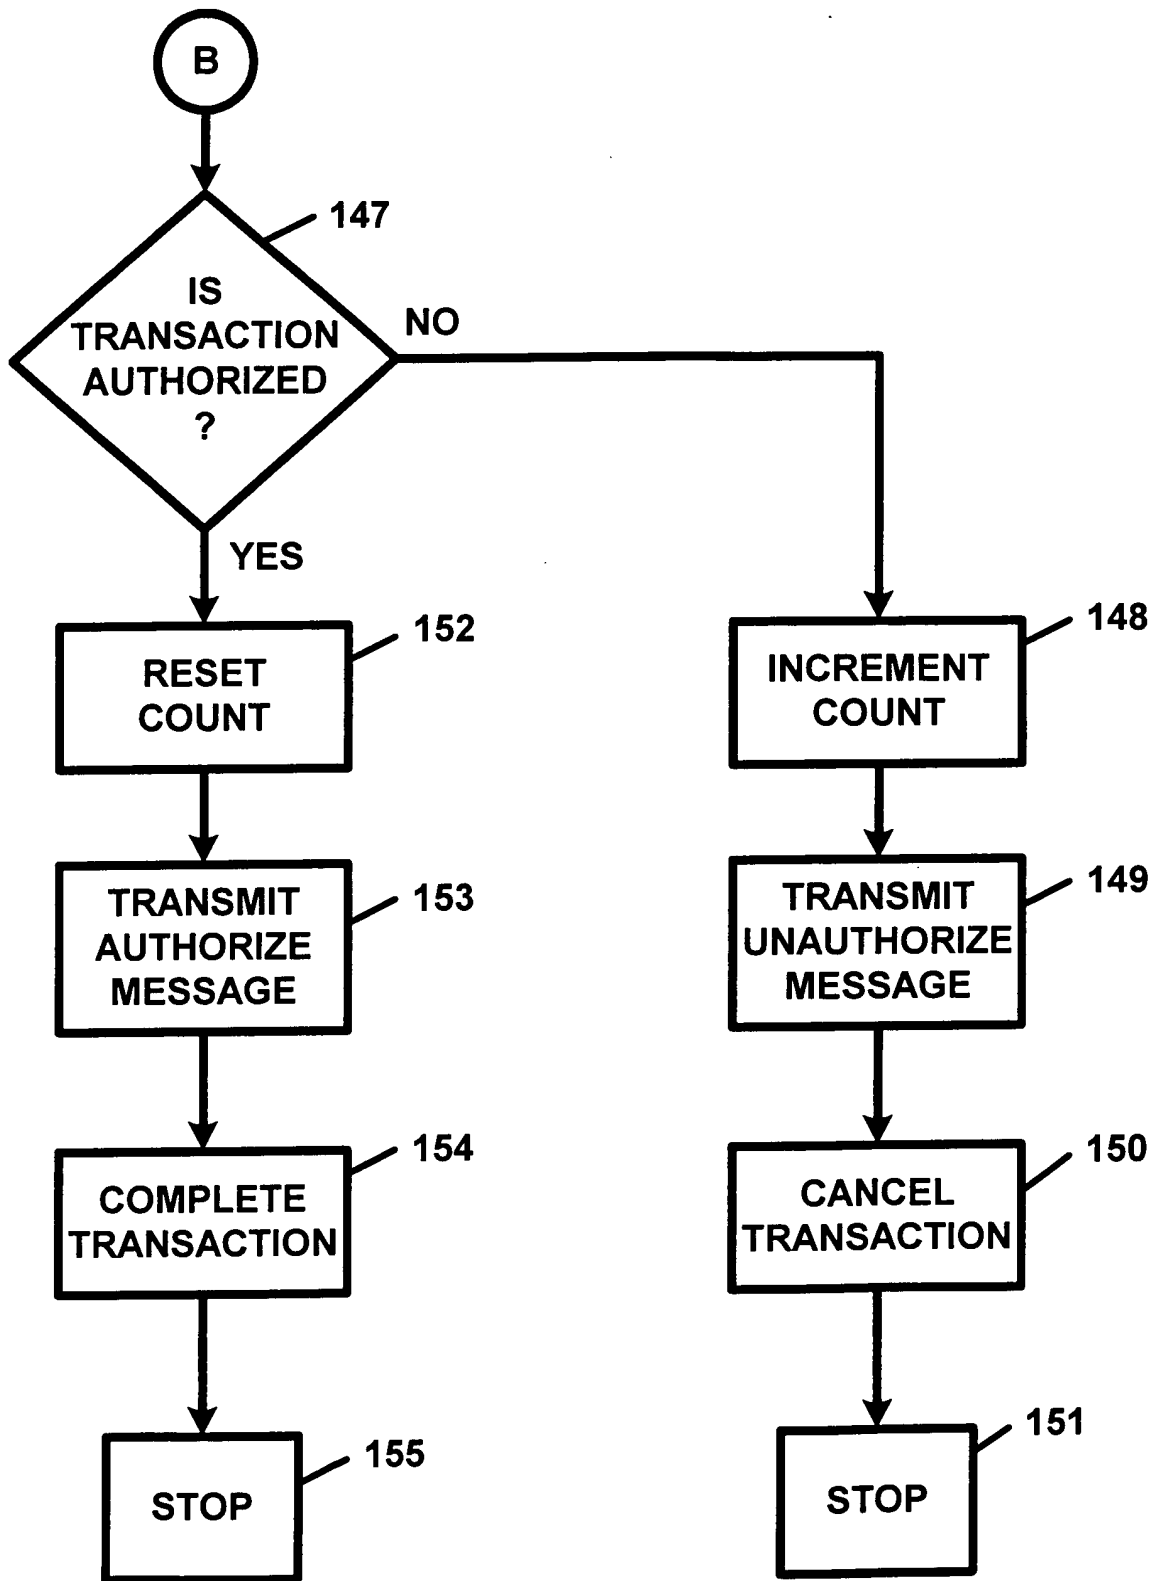 B
147
IS
TRANSACTION
AUTHORIZED
?
NO
YES
152
RESET
COUNT
148
INCREMENT
COUNT
153
TRANSMIT
AUTHORIZE
MESSAGE
149
TRANSMIT
UNAUTHORIZE
MESSAGE
154
COMPLETE
TRANSACTION
150
CANCEL
TRANSACTION
155
STOP
151
STOP